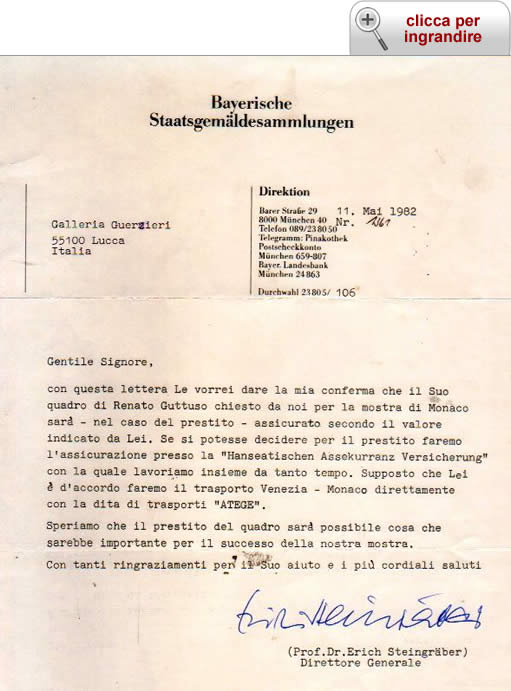 clicca per
ingrandire
Bayerische
Staatsgemäldesammlungen
Direktion
Barer Straße 29
8000 München 40
Telefon 089/238050
Telegramm: Pinakothek
Postscheckkonto
München 659-807
Bayer. Landesbank
München 24863
Durchwahl 23805/ 106
11. Mai 1982
Nr.
Galleria Guerzieri
55100 Lucca
Italia
Gentile Signore,
con questa lettera Le vorrei dare la mia conferma che il Suo
quadro di Renato Guttuso chiesto da noi per la mostra di Monaco
sarà - nel caso del prestito - assicurato secondo il valore
indicato da Lei. Se si potesse decidere per il prestito faremo
l'assicurazione presso la "Hanseatischen Assekurranz Versicherung"
con la quale lavoriamo insieme da tanto tempo. Supposto che Lei
è d'accordo faremo il trasporto Venezia - Monaco direttamente
con la dita di trasporti "ATEGE".
Speriamo che il prestito del quadro sarà possibile cosa che
sarebbe importante per il successo della nostra mostra.
Con tanti ringraziamenti per il Suo aiuto e i più cordiali saluti
(Prof.Dr.Erich Steingräber)
Direttore Generale